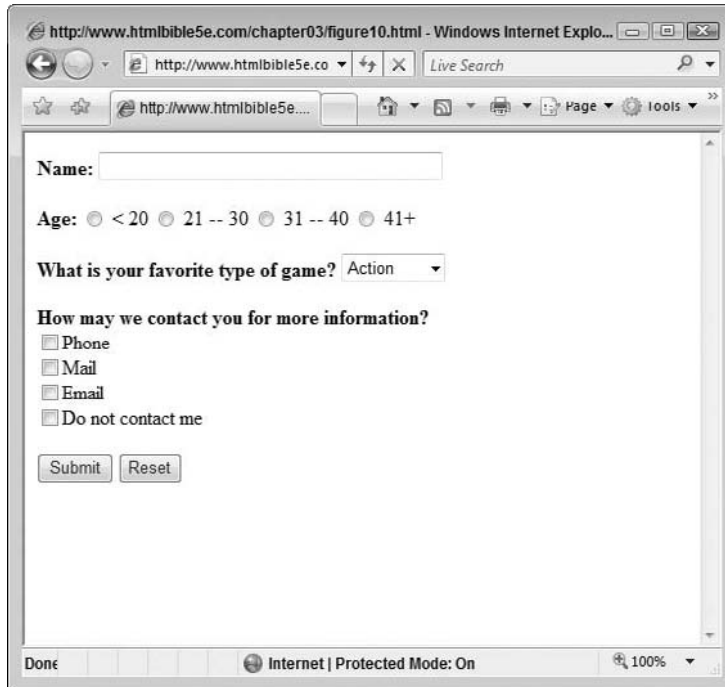 http://www.htmlbible5e.com/chapter03/figure10.html - Windows Internet Explo...
http://www.htmlbible5e.co
Live Search
http://www.htmlbible5e....
Page
Tools
Name:
Age: < 20 21 -- 30 31 -- 40 41+
What is your favorite type of game? Action
How may we contact you for more information?
Phone
Mail
Email
Do not contact me
Submit Reset
Done Internet | Protected Mode: On 100%